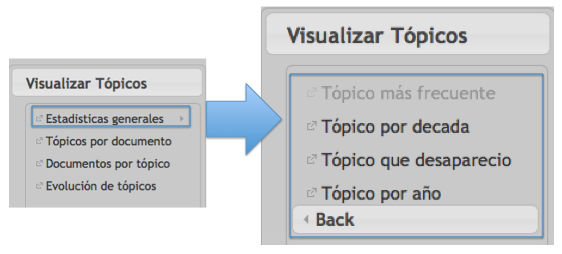 Visualizar Tópicos
Estadísticas generales
Tópicos por documento
Documentos por tópico
Evolución de tópicos
Visualizar Tópicos
Tópico más frecuente
Tópico por decada
Tópico que desaparecio
Tópico por año
Back